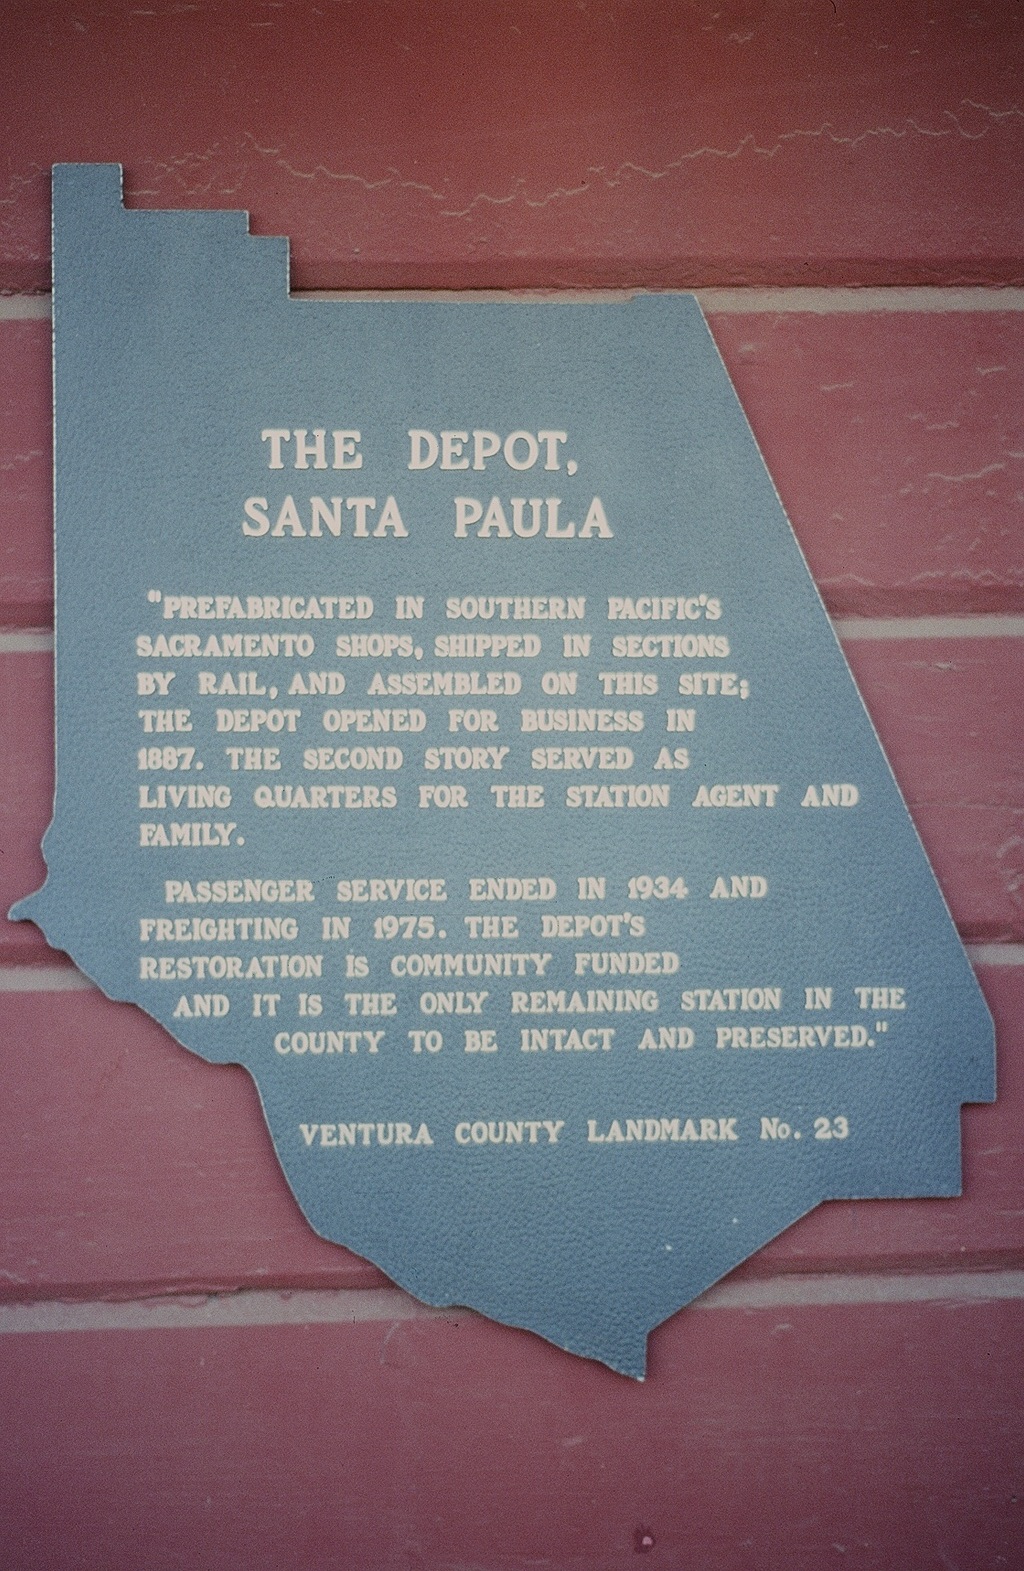 THE DEPOT,
SANTA PAULA
"PREFABRICATED IN SOUTHERN PACIFIC'S
SACRAMENTO SHOPS, SHIPPED IN SECTIONS
BY RAIL, AND ASSEMBLED ON THIS SITE;
THE DEPOT OPENED FOR BUSINESS IN
1887. THE SECOND STORY SERVED AS
LIVING QUARTERS FOR THE STATION AGENT AND
FAMILY.
PASSENGER SERVICE ENDED IN 1934 AND
FREIGHTING IN 1975. THE DEPOT'S
RESTORATION IS COMMUNITY FUNDED
AND IT IS THE ONLY REMAINING STATION IN THE
COUNTY TO BE INTACT AND PRESERVED."
VENTURA COUNTY LANDMARK No. 23